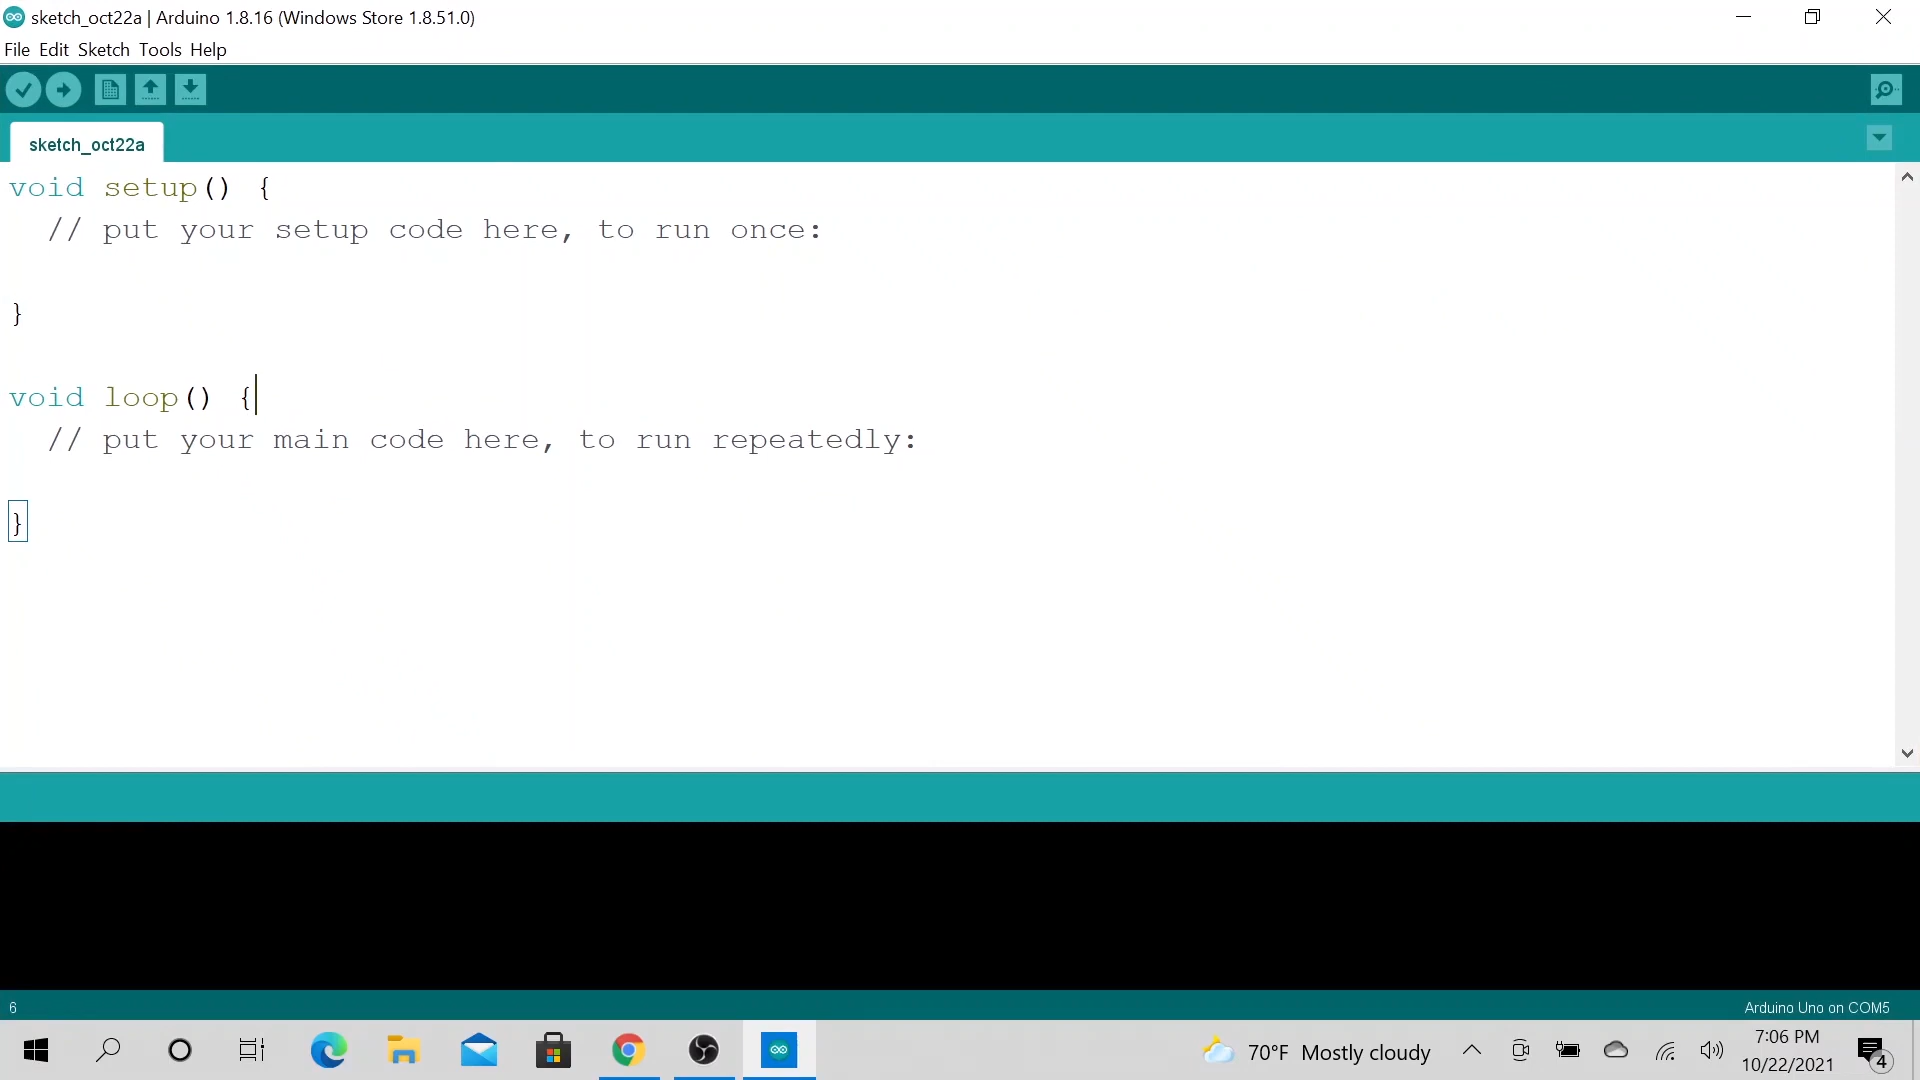 sketch_oct22a | Arduino 1.8.16 (Windows Store 1.8.51.0)
File Edit Sketch Tools Help
sketch_oct22a
void setup() {
  // put your setup code here, to run once:
}
void loop() {
  // put your main code here, to run repeatedly:
}
6
Arduino Uno on COM5
70°F Mostly cloudy
7:06 PM
10/22/2021
4